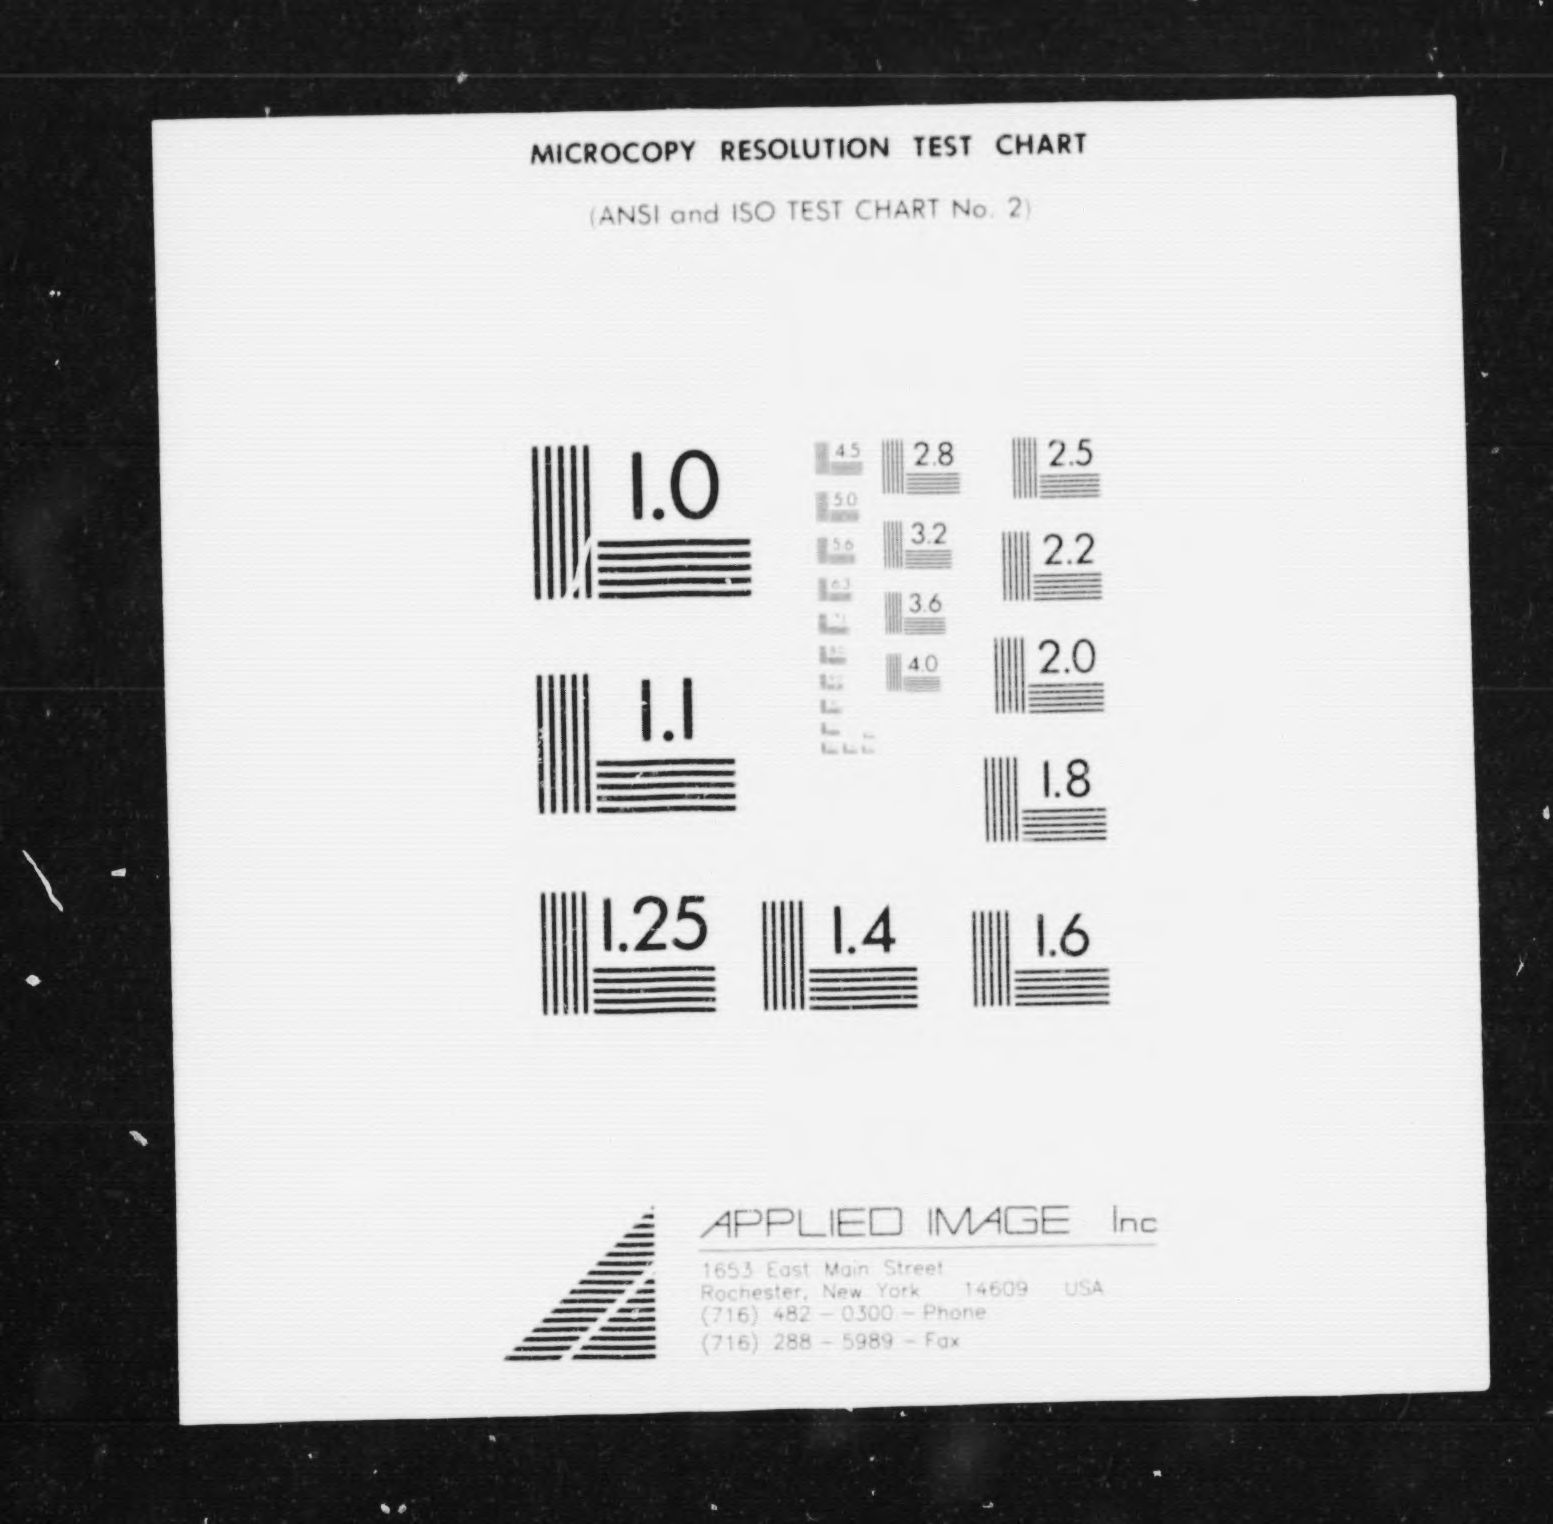 MICROCOPY RESOLUTION TEST CHART
(ANSI and ISO TEST CHART No. 2)
1.0
1.1
1.25
1.4
1.6
1.8
2.0
2.2
2.5
2.8
3.2
3.6
4.0
4.5
5.0
5.6
6.3
APPLIED IMAGE Inc
1653 East Main Street
Rochester, New York 14609 USA
(716) 482 - 0300 - Phone
(716) 288 - 5989 - Fax